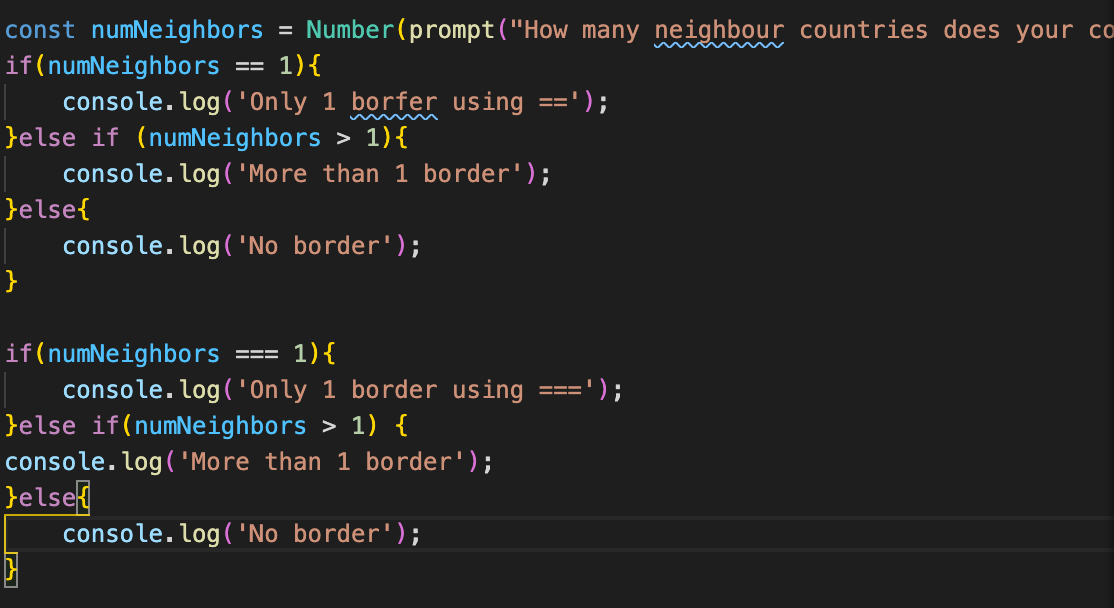 const numNeighbors = Number(prompt("How many neighbour countries does your
if(numNeighbors == 1){
    console.log('Only 1 borfer using ==');
}else if (numNeighbors > 1){
    console.log('More than 1 border');
}else{
    console.log('No border');
}

if(numNeighbors === 1){
    console.log('Only 1 border using ===');
}else if(numNeighbors > 1) {
console.log('More than 1 border');
}else{
    console.log('No border');
}